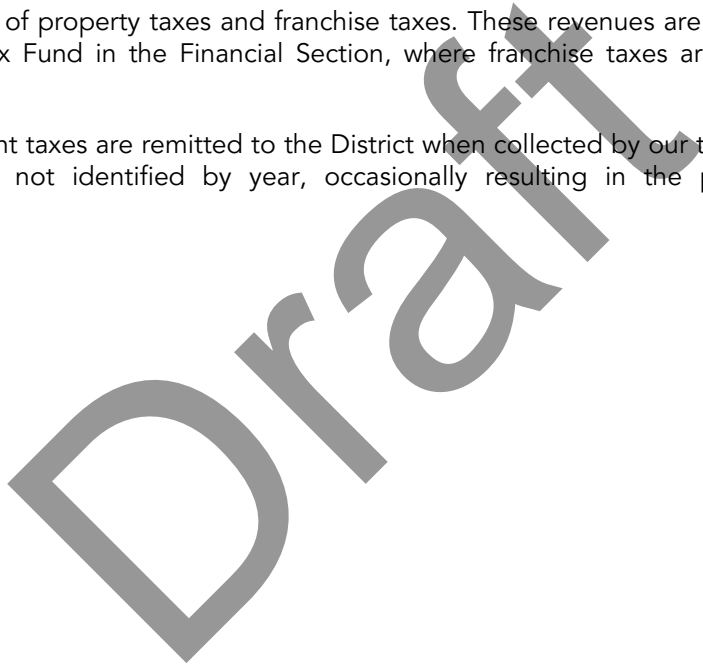 of property taxes and franchise taxes. These revenues are
x Fund in the Financial Section, where franchise taxes ar
nt taxes are remitted to the District when collected by our t
not identified by year, occasionally resulting in the p
Draft